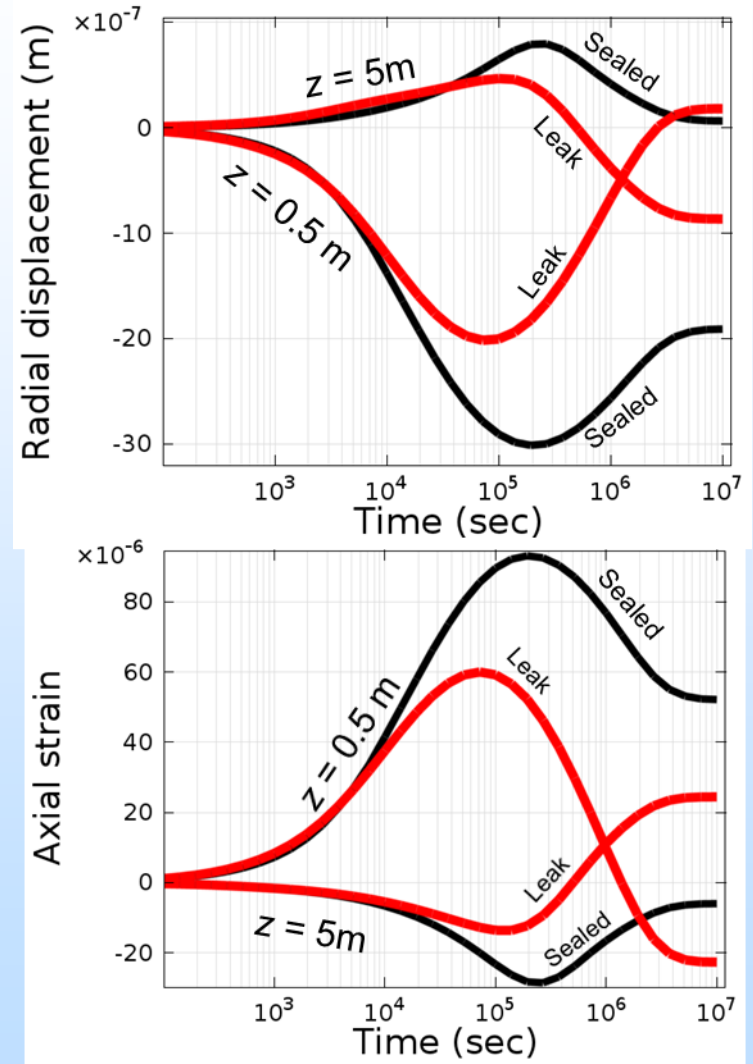 ×10⁻⁷
Radial displacement (m)
0
-10
-20
-30
z = 5m
Sealed
Leak
z = 0.5 m
Leak
Sealed
10³ 10⁴ 10⁵ 10⁶ 10⁷
Time (sec)
×10⁻⁶
Axial strain
80
60
40
20
0
-20
Sealed
Leak
z = 0.5 m
Leak
z = 5m
Sealed
10³ 10⁴ 10⁵ 10⁶ 10⁷
Time (sec)